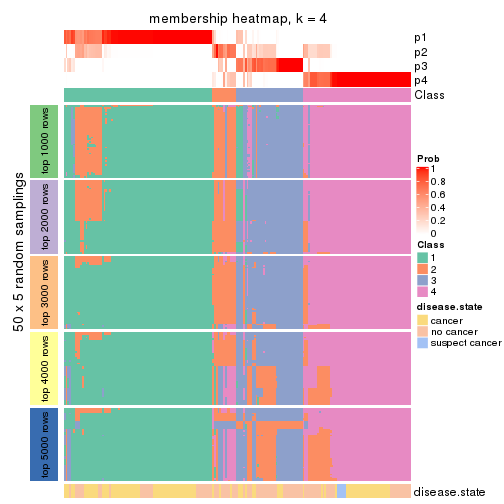 membership heatmap, k = 4
p1
p2
p3
p4
Class
50 x 5 random samplings
top 1000 rows
top 2000 rows
top 3000 rows
top 4000 rows
top 5000 rows
disease.state
Prob
1
0.8
0.6
0.4
0.2
0
Class
1
2
3
4
disease.state
cancer
no cancer
suspect cancer